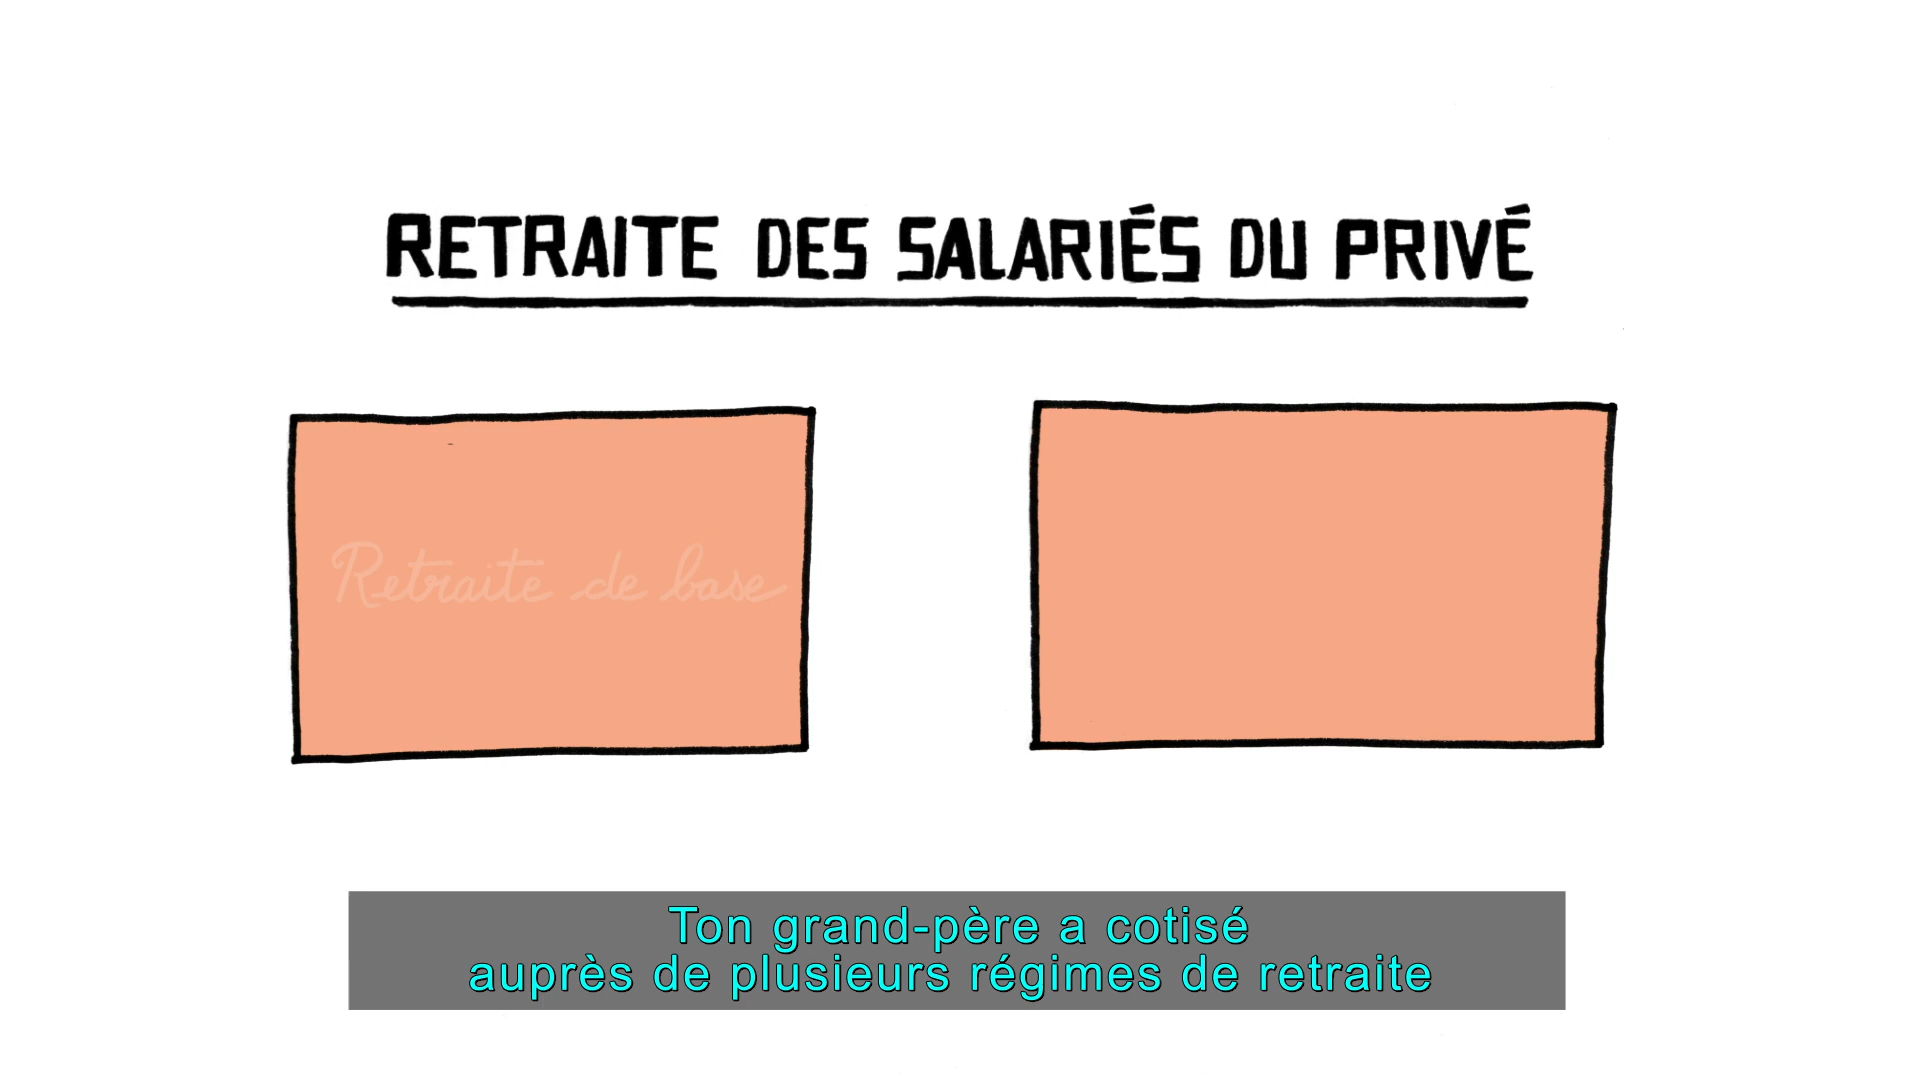 RETRAITE DES SALARIÉS DU PRIVÉ
Retraite de base
Ton grand-père a cotisé
auprès de plusieurs régimes de retraite